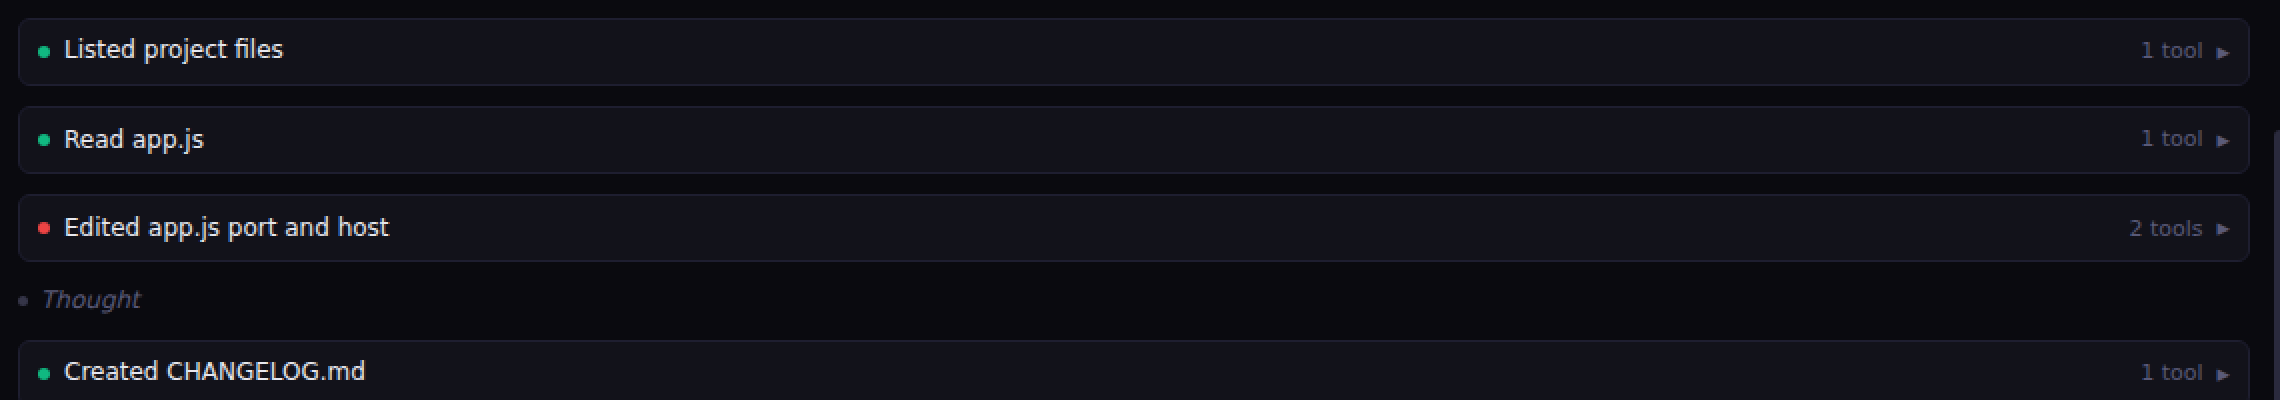 Listed project files 1 tool ▶
Read app.js 1 tool ▶
Edited app.js port and host 2 tools ▶
Thought
Created CHANGELOG.md 1 tool ▶